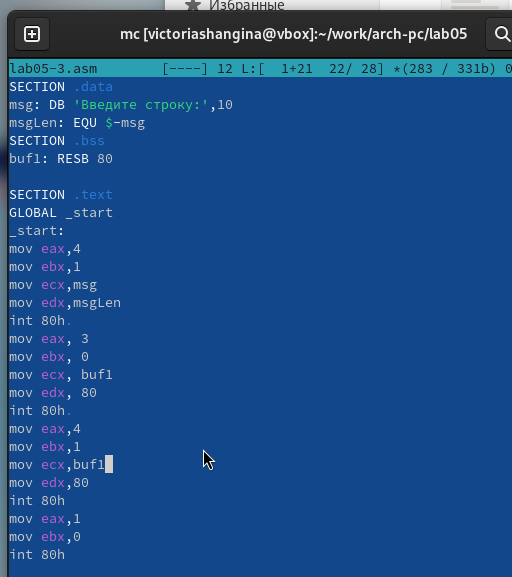 Избранные
mc [victoriashangina@vbox]:~/work/arch-pc/lab05
lab05-3.asm [----] 12 L:[ 1+21 22/ 28] *(283 / 331b) 0
SECTION .data
msg: DB 'Введите строку:',10
msgLen: EQU $-msg
SECTION .bss
buf1: RESB 80
SECTION .text
GLOBAL _start
_start:
mov eax,4
mov ebx,1
mov ecx,msg
mov edx,msgLen
int 80h.
mov eax, 3
mov ebx, 0
mov ecx, buf1
mov edx, 80
int 80h.
mov eax,4
mov ebx,1
mov ecx,buf1
mov edx,80
int 80h
mov eax,1
mov ebx,0
int 80h